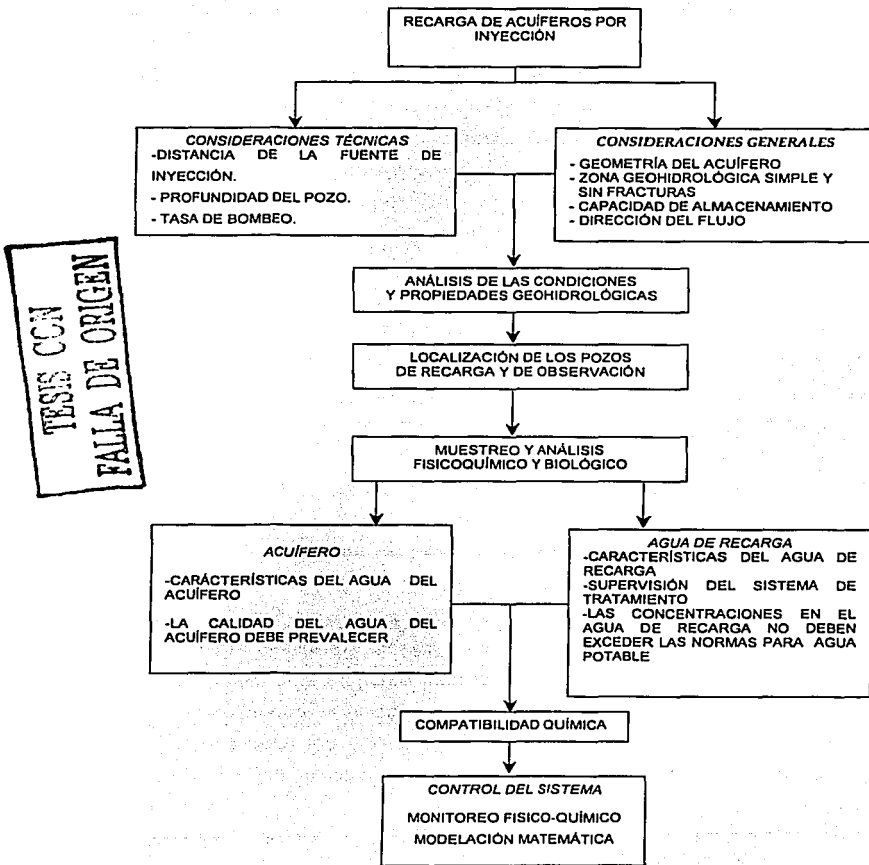 RECARGA DE ACUÍFEROS POR
INYECCIÓN
CONSIDERACIONES TÉCNICAS
-DISTANCIA DE LA FUENTE DE
INYECCIÓN.
- PROFUNDIDAD DEL POZO.
- TASA DE BOMBEO.
CONSIDERACIONES GENERALES
- GEOMETRÍA DEL ACUÍFERO
- ZONA GEOHIDROLÓGICA SIMPLE Y
SIN FRACTURAS
- CAPACIDAD DE ALMACENAMIENTO
- DIRECCIÓN DEL FLUJO
TESIS CON
FALLA DE ORIGEN
ANÁLISIS DE LAS CONDICIONES
Y PROPIEDADES GEOHIDROLÓGICAS
LOCALIZACIÓN DE LOS POZOS
DE RECARGA Y DE OBSERVACIÓN
MUESTREO Y ANÁLISIS
FISICOQUÍMICO Y BIOLÓGICO
ACUÍFERO
-CARÁCTERÍSTICAS DEL AGUA DEL
ACUÍFERO
-LA CALIDAD DEL AGUA DEL
ACUÍFERO DEBE PREVALECER
AGUA DE RECARGA
-CARACTERÍSTICAS DEL AGUA DE
RECARGA
-SUPERVISIÓN DEL SISTEMA DE
TRATAMIENTO
-LAS CONCENTRACIONES EN EL
AGUA DE RECARGA NO DEBEN
EXCEDER LAS NORMAS PARA AGUA
POTABLE
COMPATIBILIDAD QUÍMICA
CONTROL DEL SISTEMA
MONITOREO FISICO-QUÍMICO
MODELACIÓN MATEMÁTICA